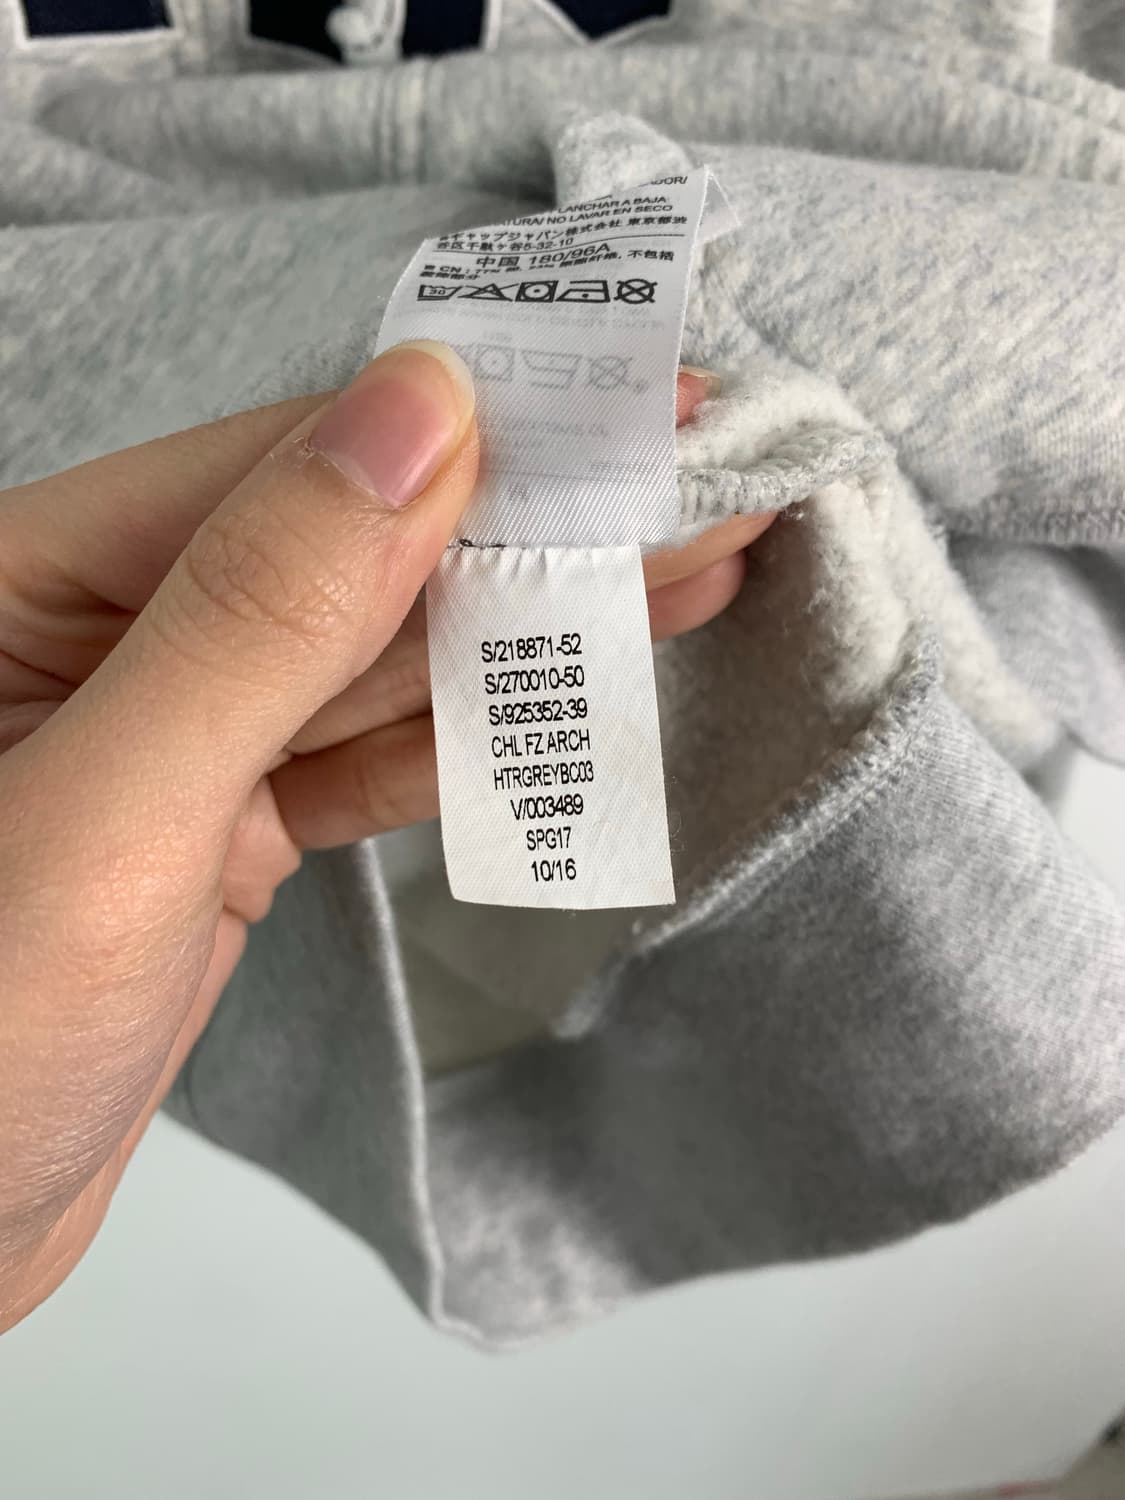 LANCHAR A BAJA
NO LAVAR EN SECO
ギャップジャパン株式会社 東京都渋
谷区千駄ヶ谷5-32-10
中国 180/96A
S/218871-52
S/270010-50
S/925352-39
CHL FZ ARCH
HTRGREYBC03
V/003489
SPG17
10/16